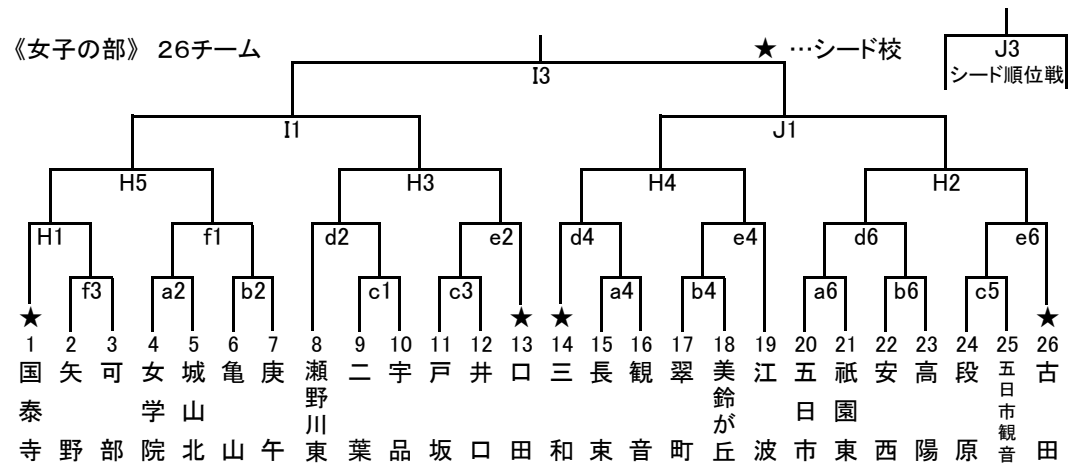 《女子の部》 26チーム
★ …シード校
J3
シード順位戦
I3
I1
J1
H5
H3
H4
H2
H1
f1
d2
e2
d4
e4
d6
e6
f3
a2
b2
c1
c3
a4
b4
a6
b6
c5
★ ★ ★ ★
1 2 3 4 5 6 7 8 9 10 11 12 13 14 15 16 17 18 19 20 21 22 23 24 25 26
国泰寺
矢野
可部
女学院
城山北
亀山
庚午
瀬野川東
二葉
宇品
戸坂
井口
口田
三和
長束
観音
翠町
美鈴が丘
江波
五日市
祇園東
安西
高陽
段原
五日市観音
古田